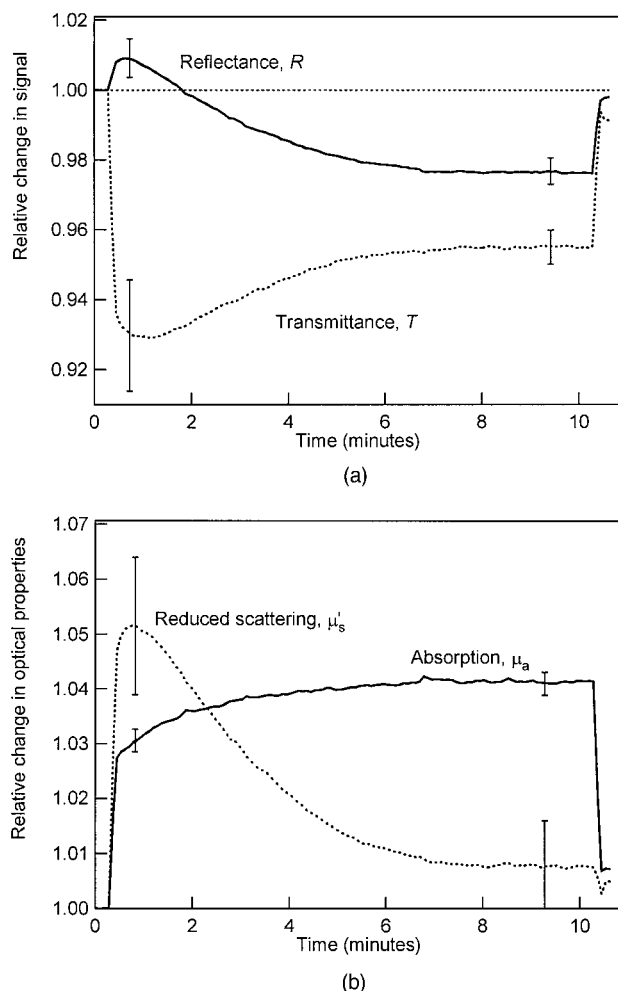 1.02
1.00
0.98
0.96
0.94
0.92
Relative change in signal
Reflectance, R
Transmittance, T
0 2 4 6 8 10
Time (minutes)
(a)
1.07
1.06
1.05
1.04
1.03
1.02
1.01
1.00
Relative change in optical properties
Reduced scattering, μ's
Absorption, μa
0 2 4 6 8 10
Time (minutes)
(b)